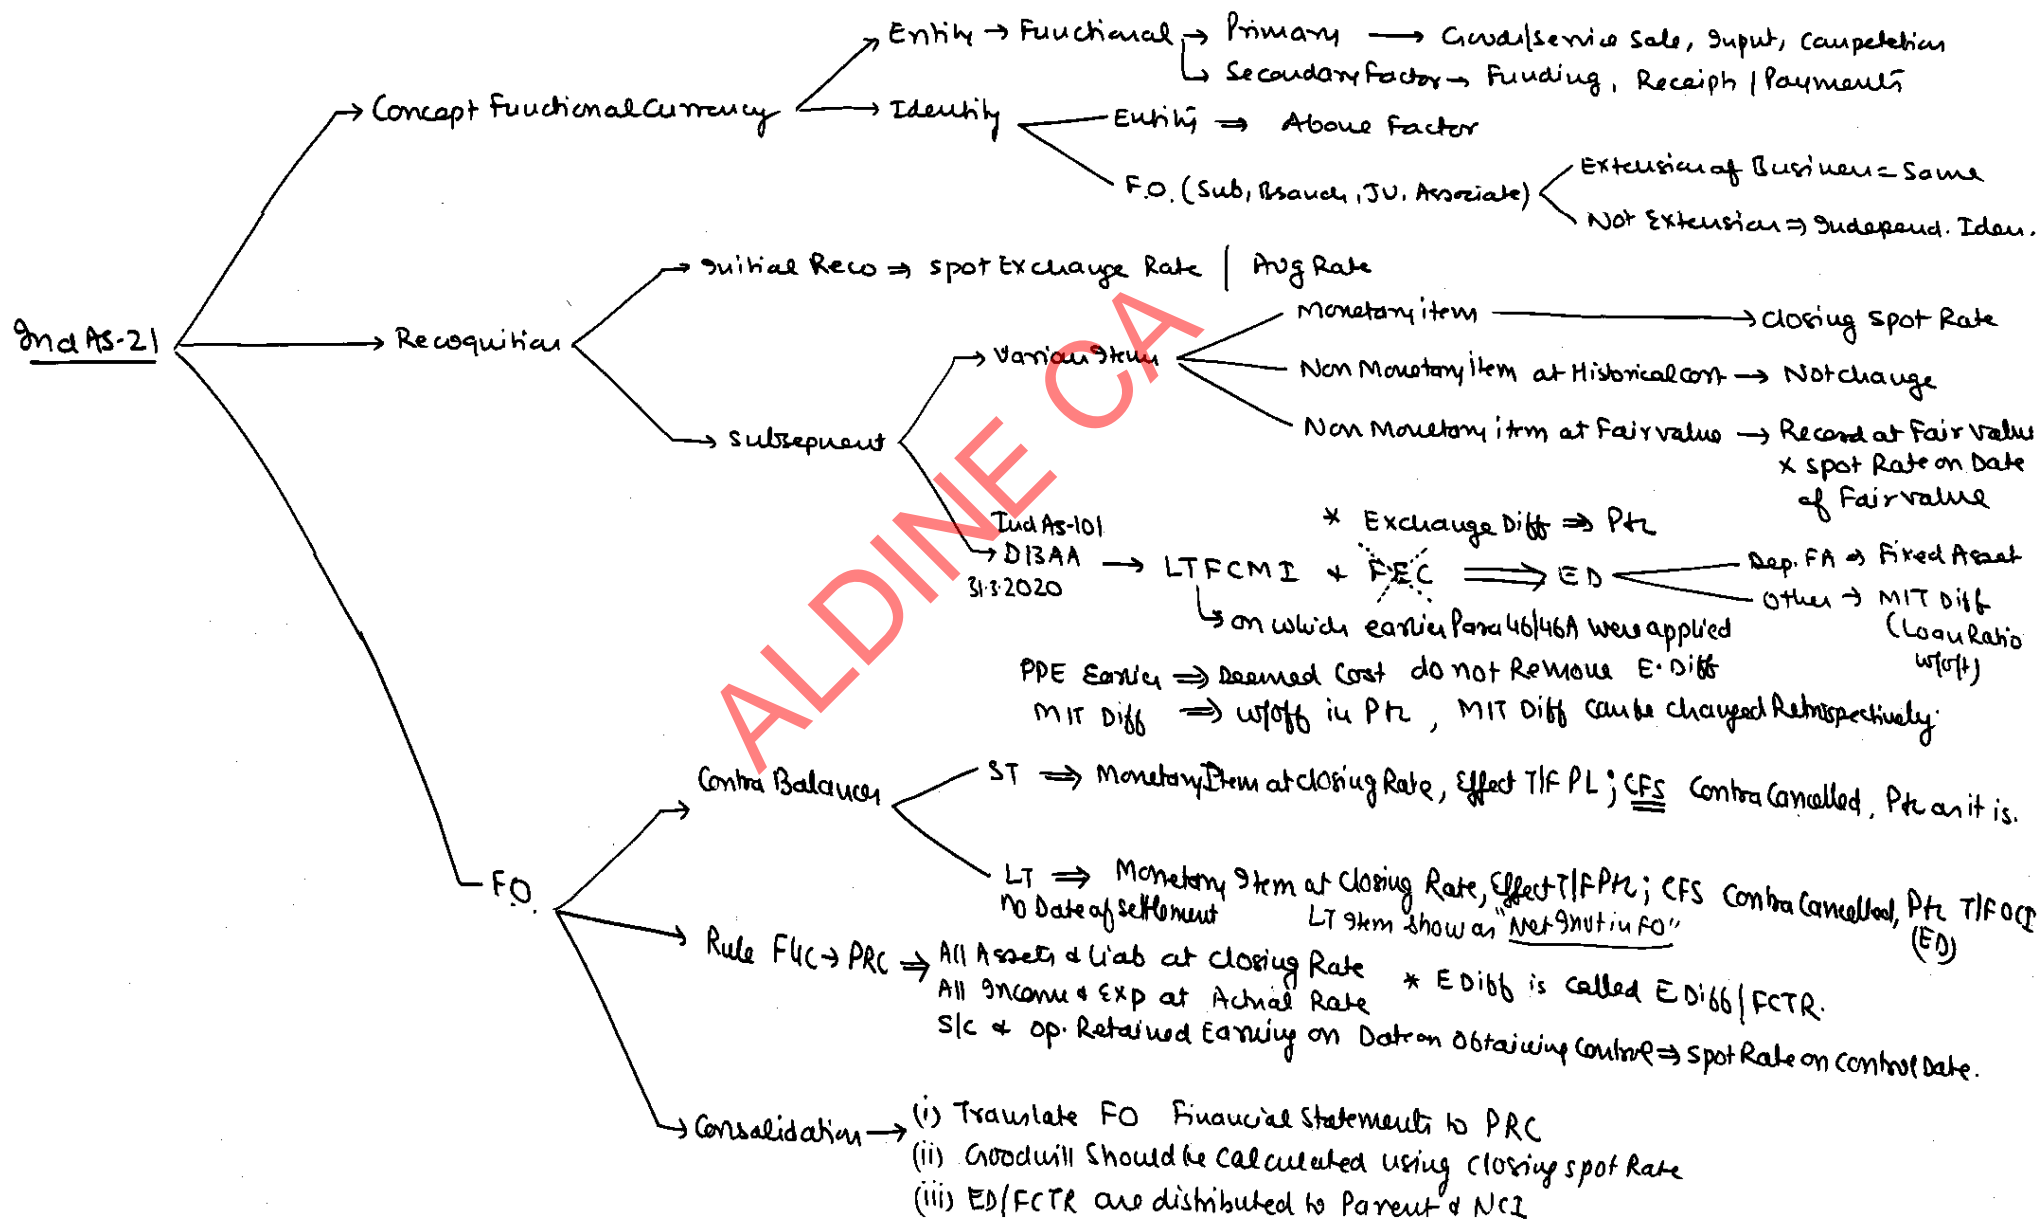 Ind AS-21
Concept Functional Currency
Entity → Functional → Primary → Goods/Service Sale, Input, Competetion
Secondary Factor → Funding, Receipts / Payments
Identity
Entity ⇒ Above Factor
F.O. (Sub, Branch, JV, Associate)
Extension of Business = Same
Not Extension ⇒ Independ. Iden.
Recognition
Initial Reco ⇒ Spot Exchange Rate | Avg Rate
Subsequent
Various Item
Monetary item → Closing Spot Rate
Non Monetary item at Historical cost → Not change
Non Monetary item at Fair value → Record at Fair Value
x Spot Rate on Date
of Fair value
* Exchange Diff ⇒ P&L
Ind AS-101
D13AA
31.3.2020
→ LTFCMI & FEC ⇒ ED
Dep. FA → Fixed Asset
Other → MIT Diff
(Loan Ratio
w/off)
on which earlier Para 46/46A were applied
PPE Earlier ⇒ Deemed Cost do not Remove E. Diff
MIT Diff ⇒ w/off in P&L, MIT Diff can be changed Retrospectively.
F.O.
Contra Balances
ST ⇒ Monetary Item at closing Rate, Effect T/F PL; CFS Contra Cancelled, P&L as it is.
LT ⇒ Monetary Item at Closing Rate, Effect T/F P&L; CFS Contra Cancelled, P&L T/F OCI
(ED)
No Date of settlement
LT Item show as "Net Invt in FO"
Rule FUC → PRC ⇒ All Assets & Liab at closing Rate
All Income & Exp at Actual Rate
* E Diff is called E Diff/FCTR.
S/C & op. Retained Earning on Date on Obtaining Control ⇒ Spot Rate on Control Date.
Consolidation → (i) Translate FO Financial Statements to PRC
(ii) Goodwill Should be Calculated using Closing spot Rate
(iii) ED/FCTR are distributed to Parent & NCI
ALDINE CA